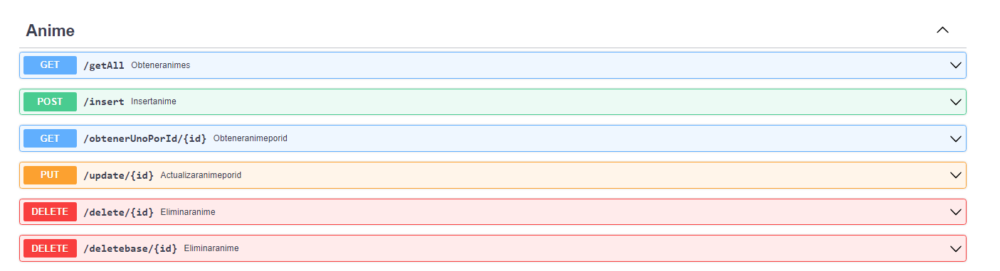 Anime
GET /getAll Obteneranimes
POST /insert Insertanime
GET /obtenerUnoPorId/{id} Obteneranimeporid
PUT /update/{id} Actualizaranimeporid
DELETE /delete/{id} Eliminaranime
DELETE /deletebase/{id} Eliminaranime